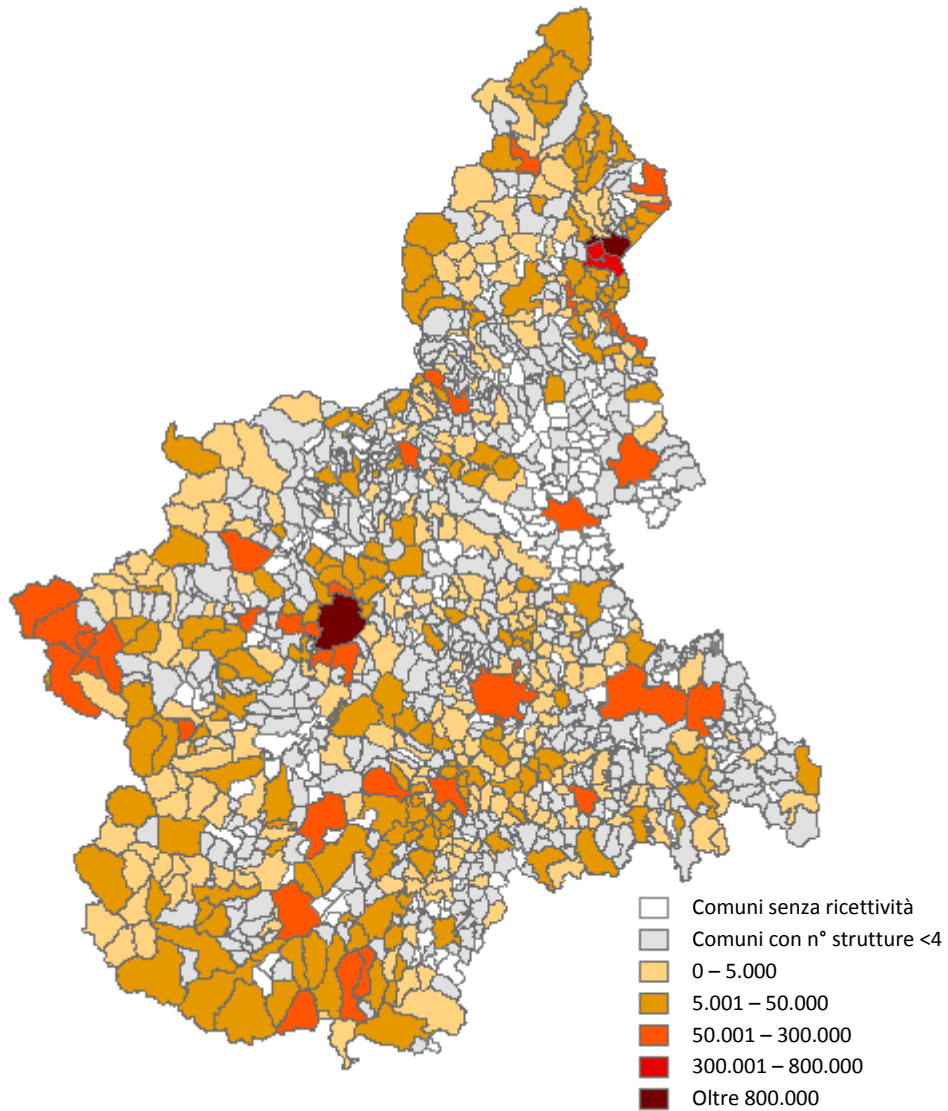 Comuni senza ricettività
Comuni con n° strutture <4
0 – 5.000
5.001 – 50.000
50.001 – 300.000
300.001 – 800.000
Oltre 800.000